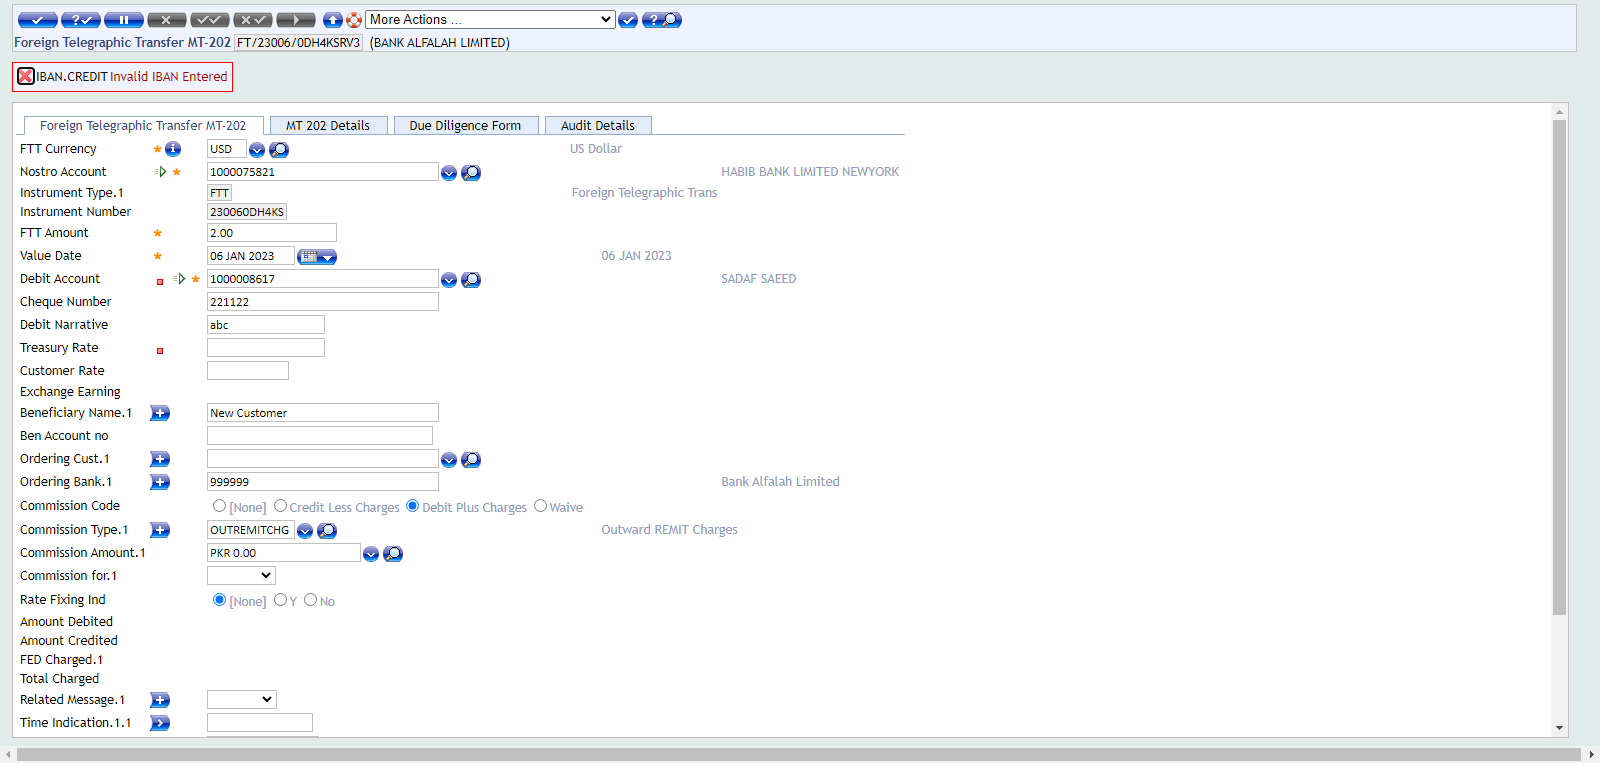 More Actions ...
Foreign Telegraphic Transfer MT-202 FT/23006/0DH4KSRV3 (BANK ALFALAH LIMITED)
IBAN.CREDIT Invalid IBAN Entered
Foreign Telegraphic Transfer MT-202 MT 202 Details Due Diligence Form Audit Details
FTT Currency USD US Dollar
Nostro Account 1000075821 HABIB BANK LIMITED NEWYORK
Instrument Type.1 FTT Foreign Telegraphic Trans
Instrument Number 230060DH4KS
FTT Amount 2.00
Value Date 06 JAN 2023 06 JAN 2023
Debit Account 1000008617 SADAF SAEED
Cheque Number 221122
Debit Narrative abc
Treasury Rate
Customer Rate
Exchange Earning
Beneficiary Name.1 New Customer
Ben Account no
Ordering Cust.1
Ordering Bank.1 999999 Bank Alfalah Limited
Commission Code [None] Credit Less Charges Debit Plus Charges Waive
Commission Type.1 OUTREMITCHG Outward REMIT Charges
Commission Amount.1 PKR 0.00
Commission for.1
Rate Fixing Ind [None] Y No
Amount Debited
Amount Credited
FED Charged.1
Total Charged
Related Message.1
Time Indication.1.1